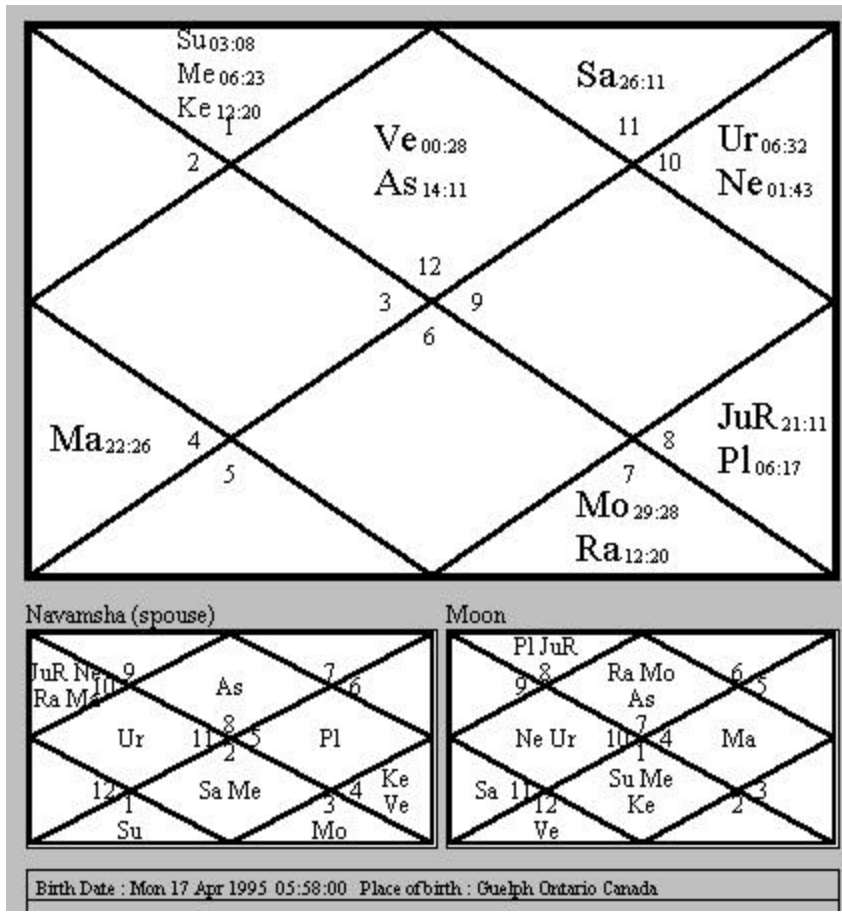 Su 03:08
Me 06:23
Ke 12:20
1
2
Ve 00:28
As 14:11
12
Sa 26:11
11
10
Ur 06:32
Ne 01:43
3
9
6
Ma 22:26
4
5
JuR 21:11
Pl 06:17
8
7
Mo 29:28
Ra 12:20
Navamsha (spouse)
JuR Ne
Ra Ma
9
10
As
7
6
Ur
11
8
5
2
Pl
12
1
Su
Sa Me
3
4
Ke
Ve
Mo
Moon
Pl JuR
8
9
Ra Mo
As
6
5
Ne Ur
10
7
4
1
Ma
Sa
11
12
Ve
Su Me
Ke
3
2
Birth Date : Mon 17 Apr 1995 05:58:00 Place of birth : Guelph Ontario Canada